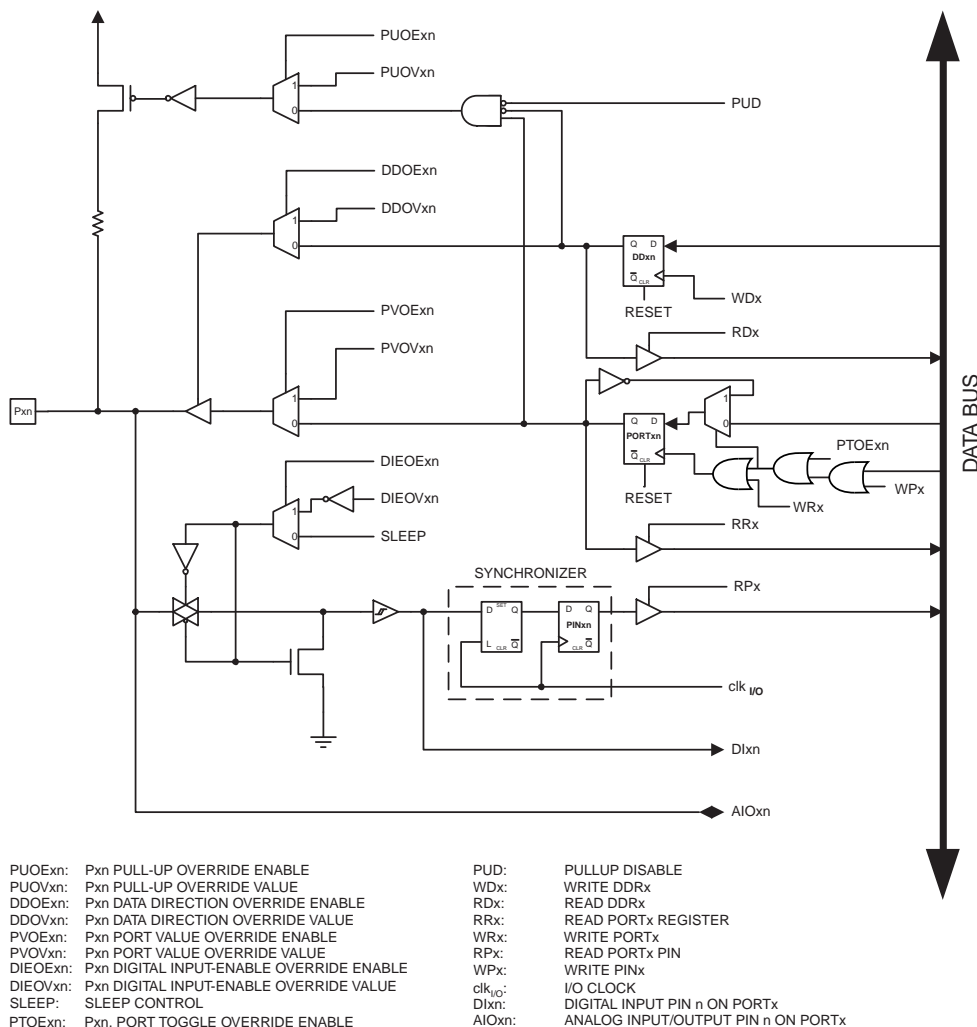 PUOExn
PUOVxn
1
0
PUD
DDOExn
DDOVxn
1
0
Q D
DDxn
Q CLR
WDx
RESET
RDx
PVOExn
PVOVxn
1
0
Pxn
1
0
Q D
PORTxn
Q CLR
PTOExn
WPx
WRx
RESET
RRx
DATA BUS
DIEOExn
DIEOVxn
1
0
SLEEP
SYNCHRONIZER
D SET Q
L CLR Q
D Q
PINxn
CLR Q
RPx
clk I/O
DIxn
AIOxn
PUOExn: Pxn PULL-UP OVERRIDE ENABLE
PUOVxn: Pxn PULL-UP OVERRIDE VALUE
DDOExn: Pxn DATA DIRECTION OVERRIDE ENABLE
DDOVxn: Pxn DATA DIRECTION OVERRIDE VALUE
PVOExn: Pxn PORT VALUE OVERRIDE ENABLE
PVOVxn: Pxn PORT VALUE OVERRIDE VALUE
DIEOExn: Pxn DIGITAL INPUT-ENABLE OVERRIDE ENABLE
DIEOVxn: Pxn DIGITAL INPUT-ENABLE OVERRIDE VALUE
SLEEP: SLEEP CONTROL
PTOExn: Pxn, PORT TOGGLE OVERRIDE ENABLE
PUD: PULLUP DISABLE
WDx: WRITE DDRx
RDx: READ DDRx
RRx: READ PORTx REGISTER
WRx: WRITE PORTx
RPx: READ PORTx PIN
WPx: WRITE PINx
clkI/O: I/O CLOCK
DIxn: DIGITAL INPUT PIN n ON PORTx
AIOxn: ANALOG INPUT/OUTPUT PIN n ON PORTx